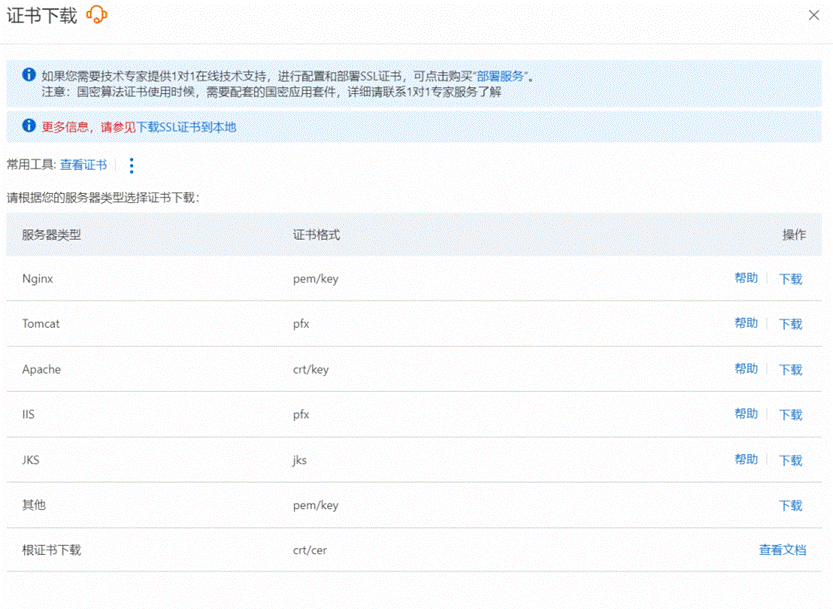 证书下载
如果您需要技术专家提供1对1在线技术支持，进行配置和部署SSL证书，可点击购买“部署服务”。
注意：国密算法证书使用时候，需要配套的国密应用套件，详细请联系1对1专家服务了解
更多信息，请参见下载SSL证书到本地
常用工具: 查看证书
请根据您的服务器类型选择证书下载：
服务器类型 证书格式 操作
Nginx pem/key 帮助 下载
Tomcat pfx 帮助 下载
Apache crt/key 帮助 下载
IIS pfx 帮助 下载
JKS jks 帮助 下载
其他 pem/key 下载
根证书下载 crt/cer 查看文档